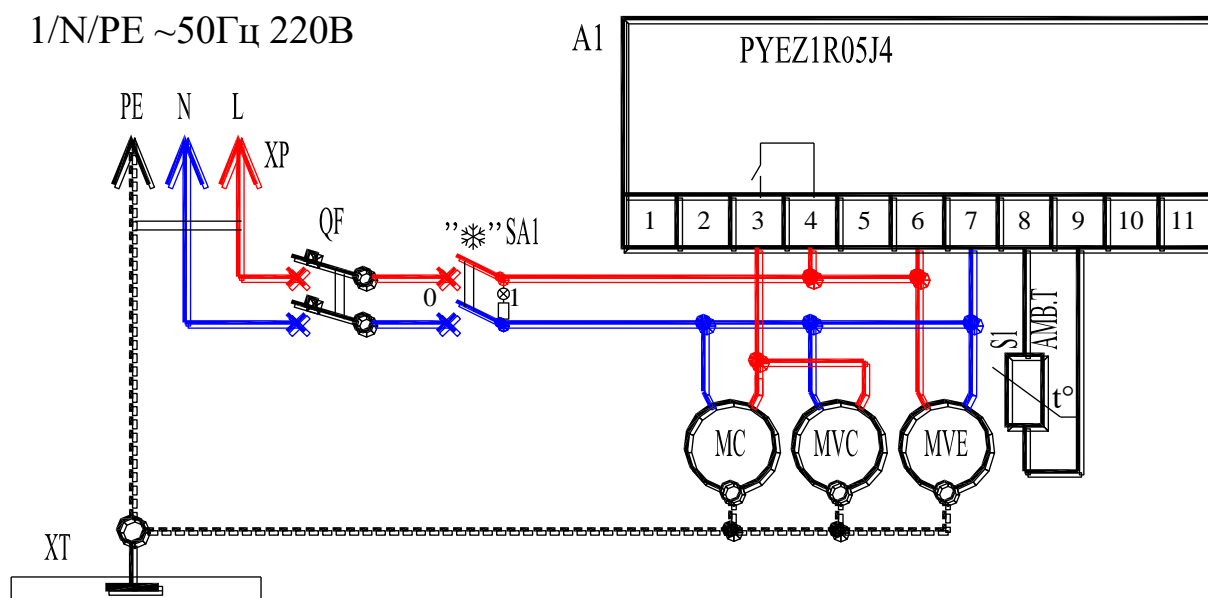 1/N/PE ~50Гц 220В
A1
PYEZ1R05J4
PE N L
XP
1 2 3 4 5 6 7 8 9 10 11
QF
”❄” SA1
0 1
S1
AMB.T
t°
MC MVC MVE
XT